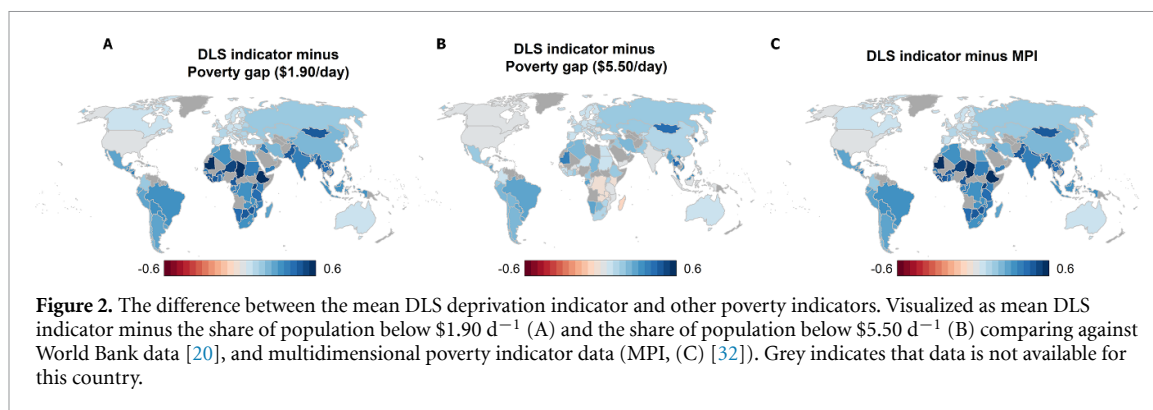 A
DLS indicator minus
Poverty gap ($1.90/day)
B
DLS indicator minus
Poverty gap ($5.50/day)
C
DLS indicator minus MPI
-0.6 0.6
-0.6 0.6
-0.6 0.6
Figure 2. The difference between the mean DLS deprivation indicator and other poverty indicators. Visualized as mean DLS
indicator minus the share of population below $1.90 d⁻¹ (A) and the share of population below $5.50 d⁻¹ (B) comparing against
World Bank data [20], and multidimensional poverty indicator data (MPI, (C) [32]). Grey indicates that data is not available for
this country.